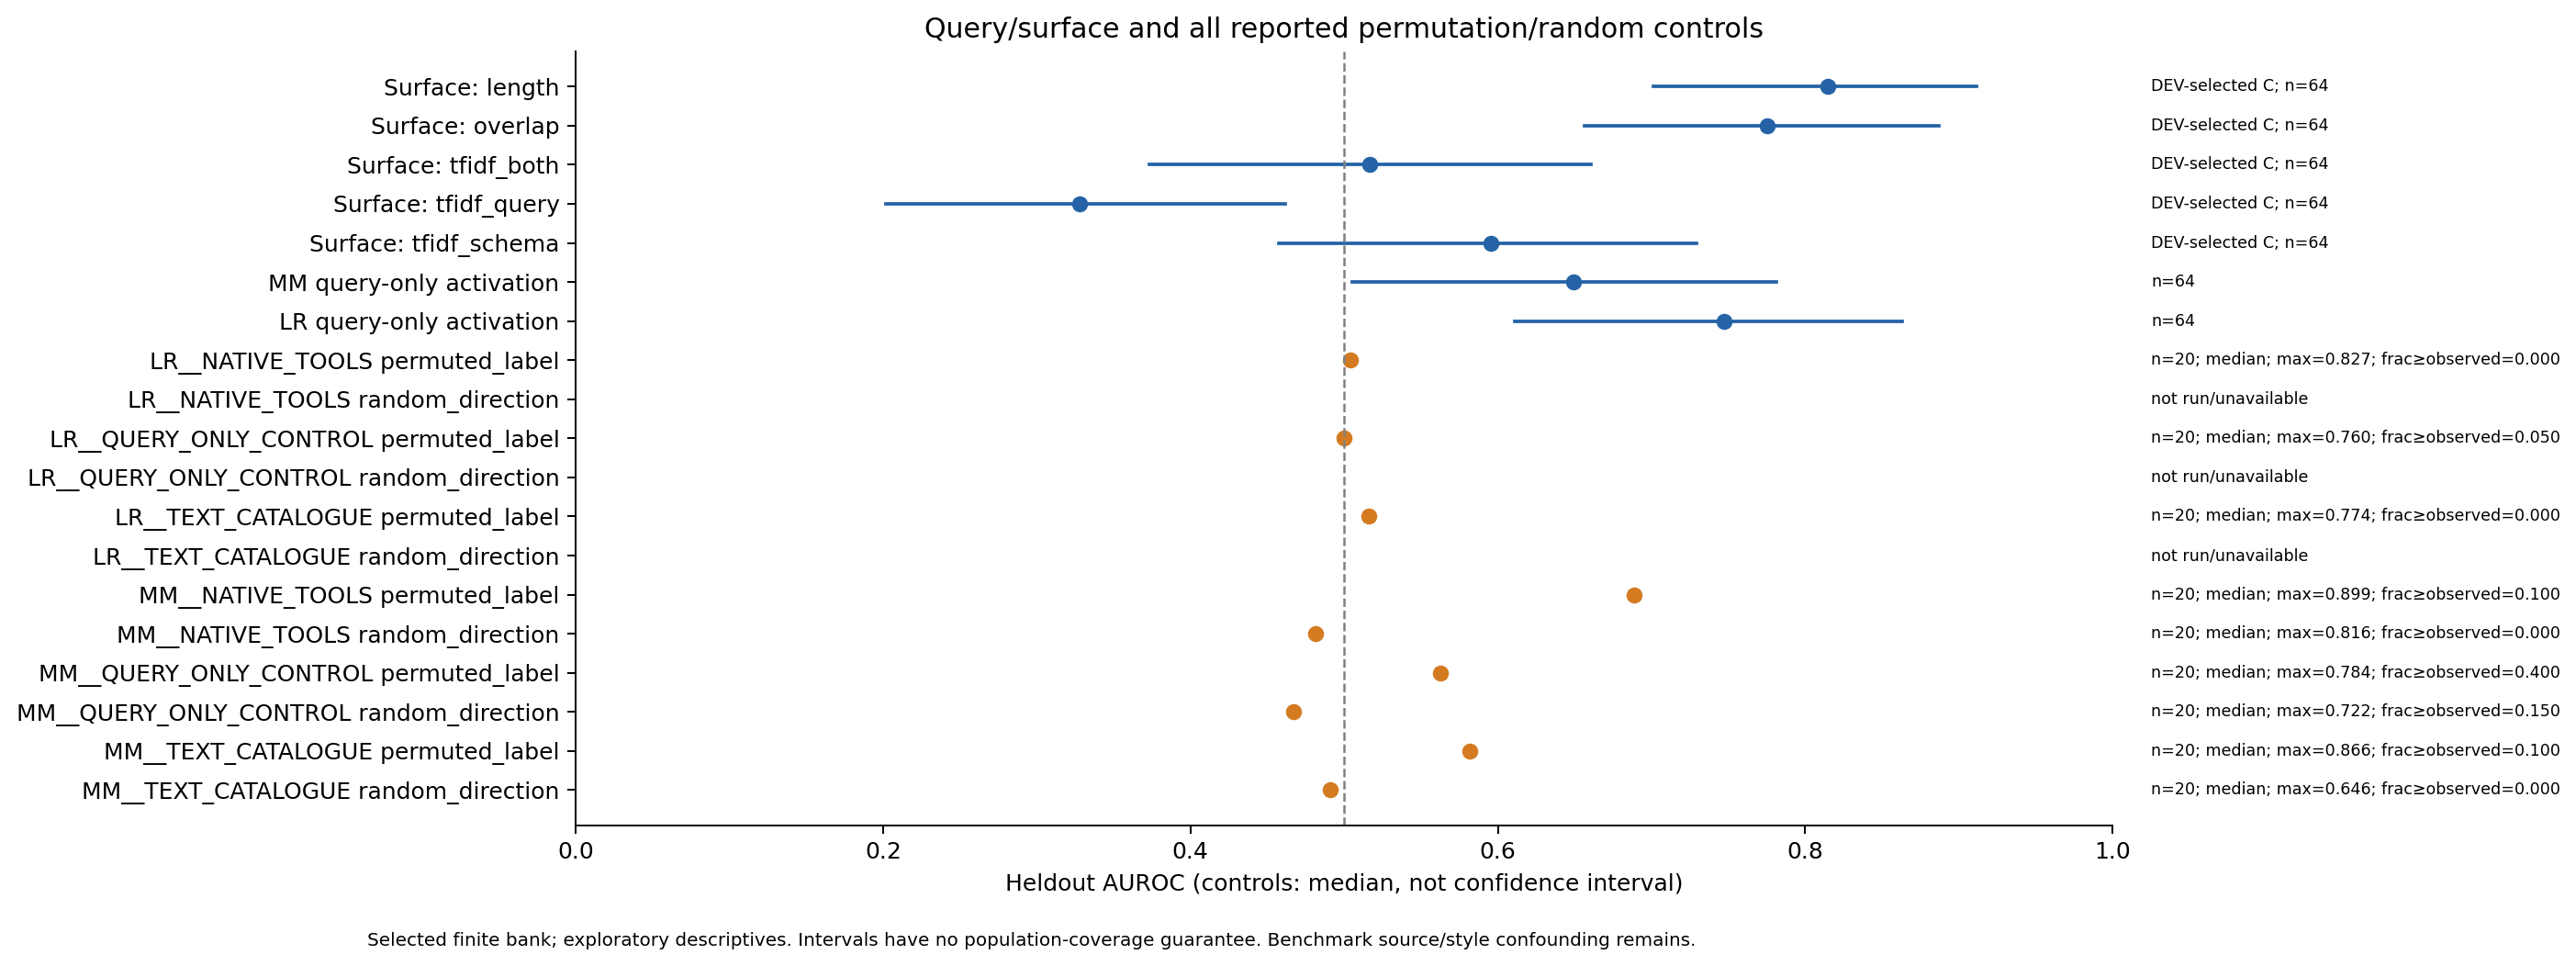 Query/surface and all reported permutation/random controls
Surface: length DEV-selected C; n=64
Surface: overlap DEV-selected C; n=64
Surface: tfidf_both DEV-selected C; n=64
Surface: tfidf_query DEV-selected C; n=64
Surface: tfidf_schema DEV-selected C; n=64
MM query-only activation n=64
LR query-only activation n=64
LR__NATIVE_TOOLS permuted_label n=20; median; max=0.827; frac≥observed=0.000
LR__NATIVE_TOOLS random_direction not run/unavailable
LR__QUERY_ONLY_CONTROL permuted_label n=20; median; max=0.760; frac≥observed=0.050
LR__QUERY_ONLY_CONTROL random_direction not run/unavailable
LR__TEXT_CATALOGUE permuted_label n=20; median; max=0.774; frac≥observed=0.000
LR__TEXT_CATALOGUE random_direction not run/unavailable
MM__NATIVE_TOOLS permuted_label n=20; median; max=0.899; frac≥observed=0.100
MM__NATIVE_TOOLS random_direction n=20; median; max=0.816; frac≥observed=0.000
MM__QUERY_ONLY_CONTROL permuted_label n=20; median; max=0.784; frac≥observed=0.400
MM__QUERY_ONLY_CONTROL random_direction n=20; median; max=0.722; frac≥observed=0.150
MM__TEXT_CATALOGUE permuted_label n=20; median; max=0.866; frac≥observed=0.100
MM__TEXT_CATALOGUE random_direction n=20; median; max=0.646; frac≥observed=0.000
0.0 0.2 0.4 0.6 0.8 1.0
Heldout AUROC (controls: median, not confidence interval)
Selected finite bank; exploratory descriptives. Intervals have no population-coverage guarantee. Benchmark source/style confounding remains.